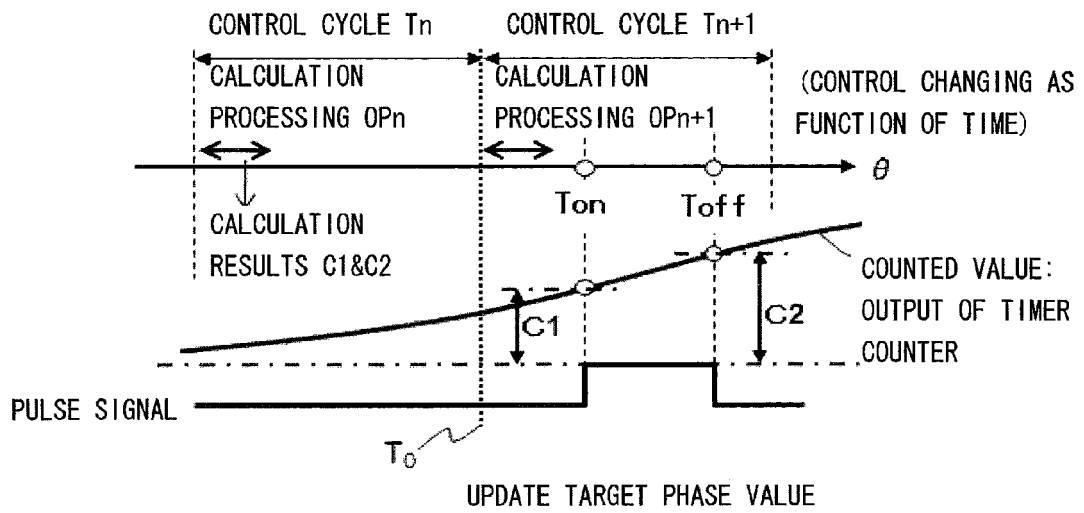 CONTROL CYCLE Tn
CONTROL CYCLE Tn+1
CALCULATION
PROCESSING OPn
CALCULATION
PROCESSING OPn+1
(CONTROL CHANGING AS
FUNCTION OF TIME)
θ
Ton
Toff
CALCULATION
RESULTS C1&C2
C1
C2
COUNTED VALUE:
OUTPUT OF TIMER
COUNTER
PULSE SIGNAL
T0
UPDATE TARGET PHASE VALUE